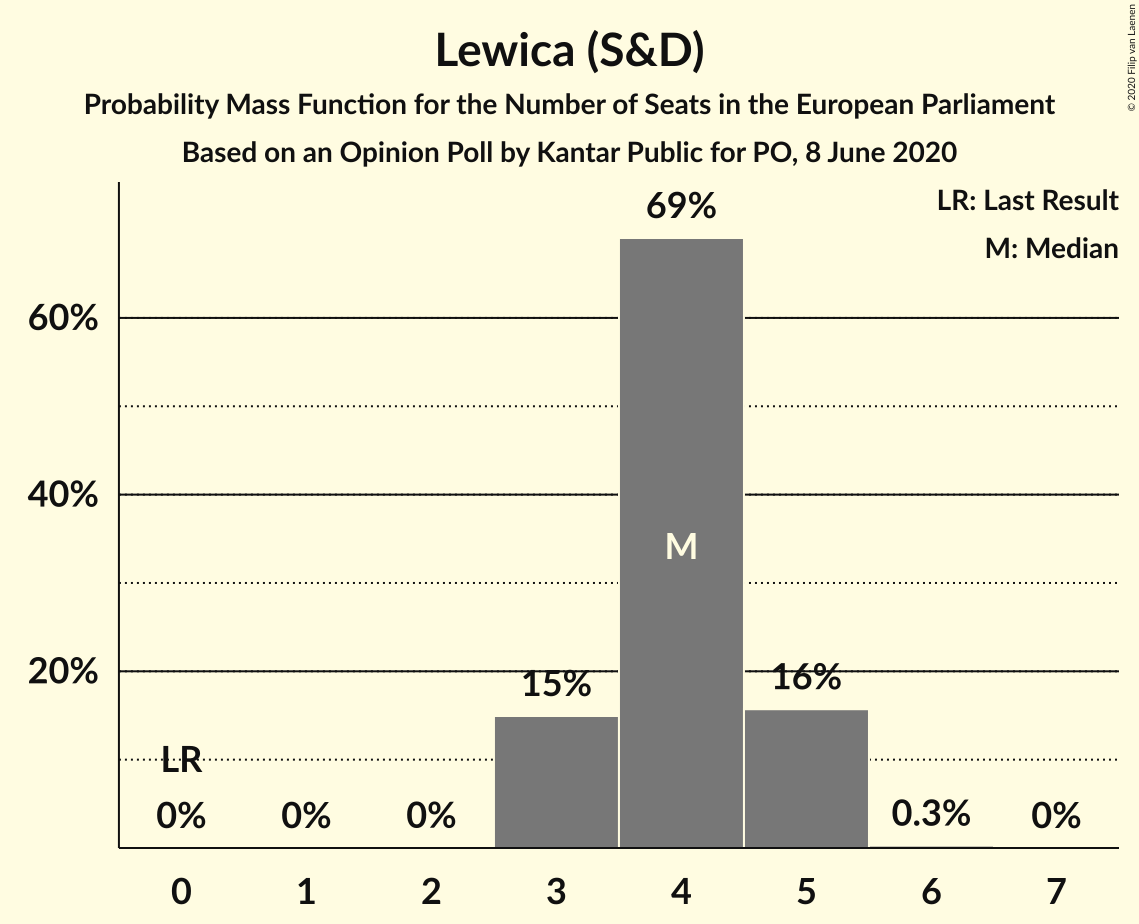 Lewica (S&D)
Probability Mass Function for the Number of Seats in the European Parliament
Based on an Opinion Poll by Kantar Public for PO, 8 June 2020
© 2020 Filip van Laenen
LR: Last Result
M: Median
69%
60%
40%
M
20%
15%
16%
LR
0%
0%
0%
0.3%
0%
0
1
2
3
4
5
6
7